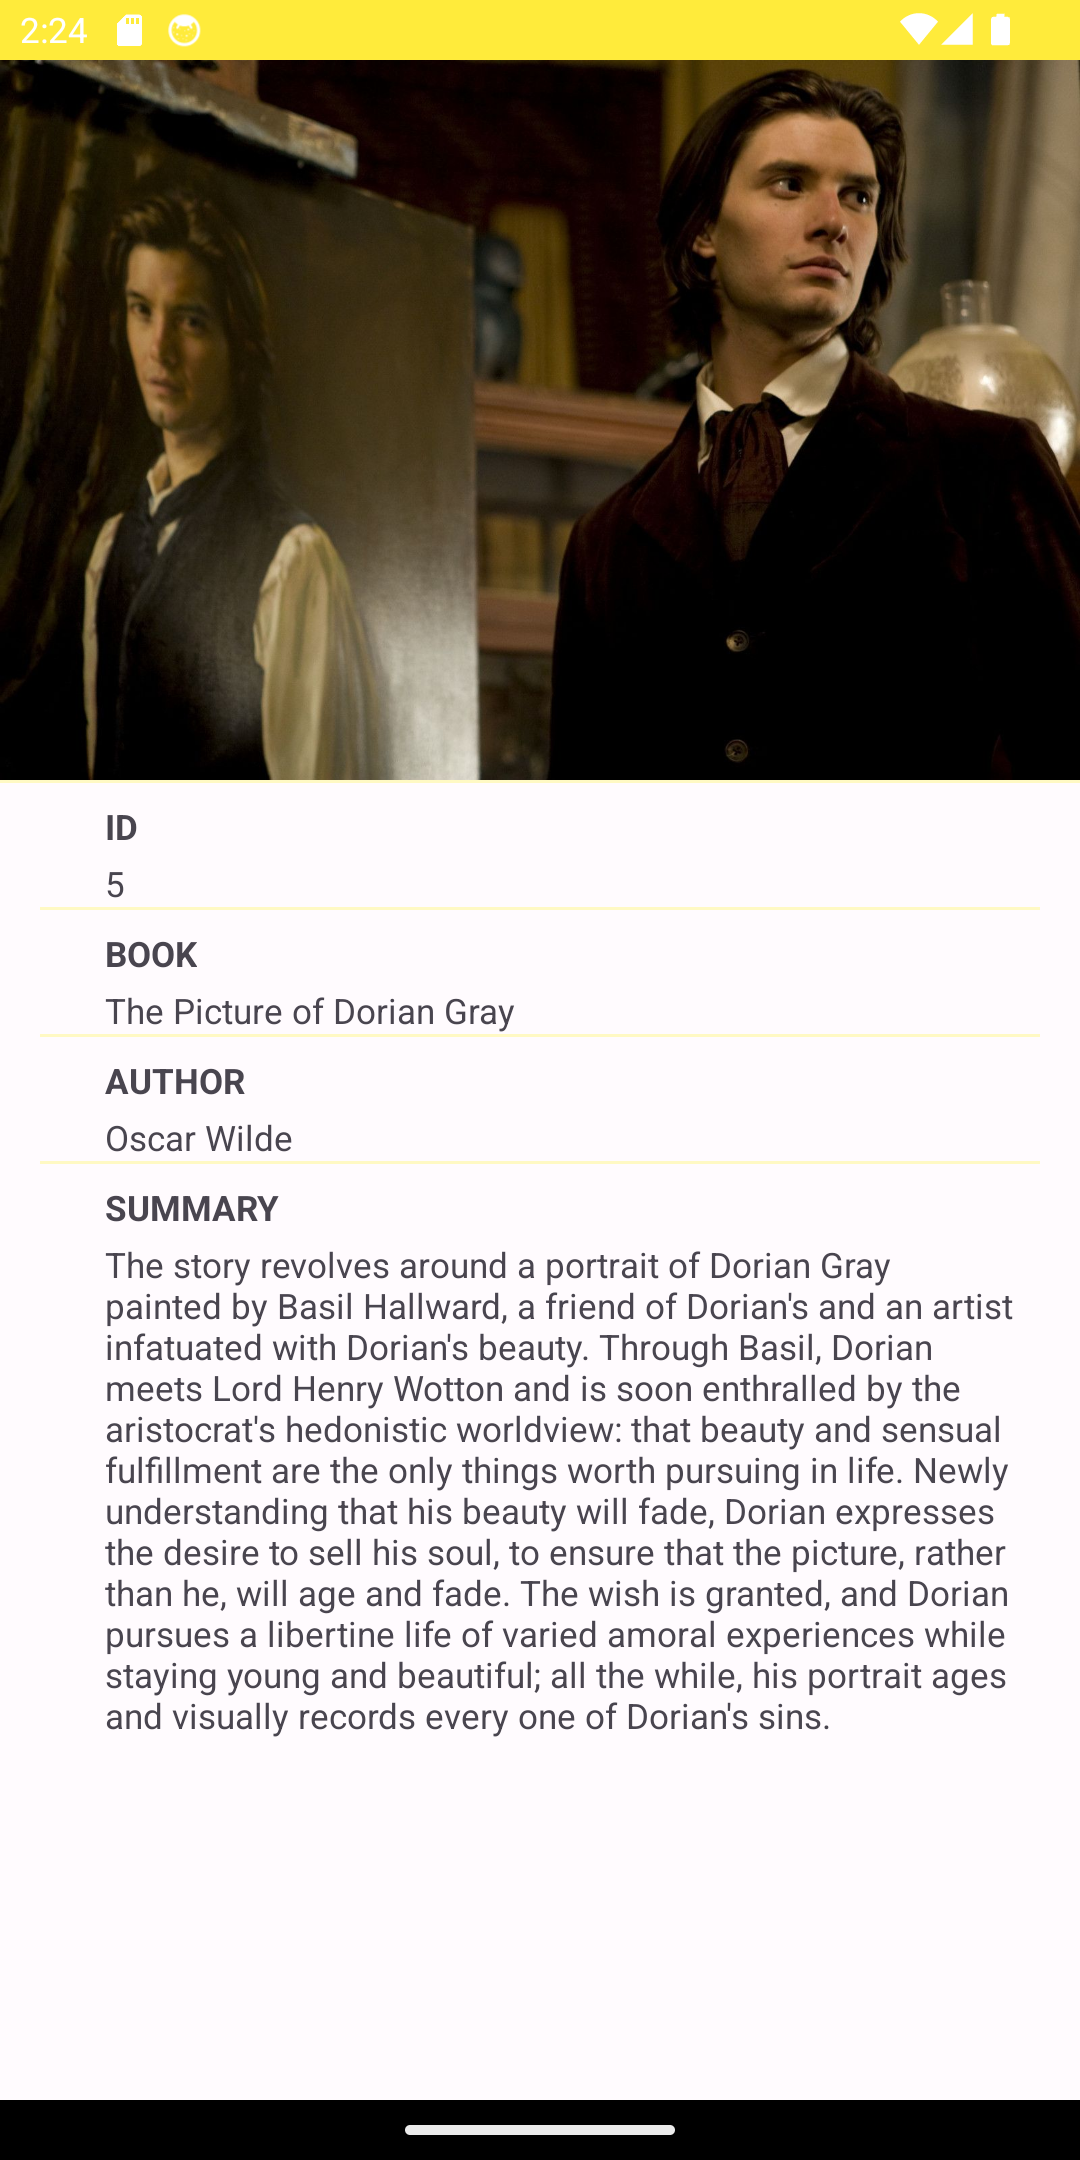 2:24
ID
5
BOOK
The Picture of Dorian Gray
AUTHOR
Oscar Wilde
SUMMARY
The story revolves around a portrait of Dorian Gray
painted by Basil Hallward, a friend of Dorian's and an artist
infatuated with Dorian's beauty. Through Basil, Dorian
meets Lord Henry Wotton and is soon enthralled by the
aristocrat's hedonistic worldview: that beauty and sensual
fulfillment are the only things worth pursuing in life. Newly
understanding that his beauty will fade, Dorian expresses
the desire to sell his soul, to ensure that the picture, rather
than he, will age and fade. The wish is granted, and Dorian
pursues a libertine life of varied amoral experiences while
staying young and beautiful; all the while, his portrait ages
and visually records every one of Dorian's sins.